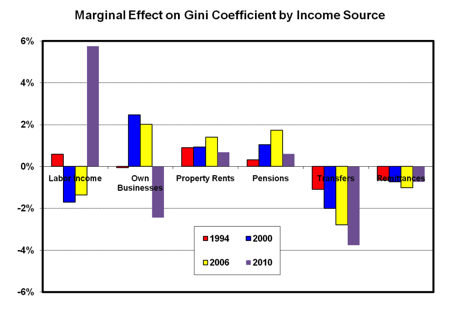 Marginal Effect on Gini Coefficient by Income Source
6%
4%
2%
0%
-2%
-4%
-6%
Labor Income
Own
Businesses
Property Rents
Pensions
Transfers
Remittances
1994
2000
2006
2010